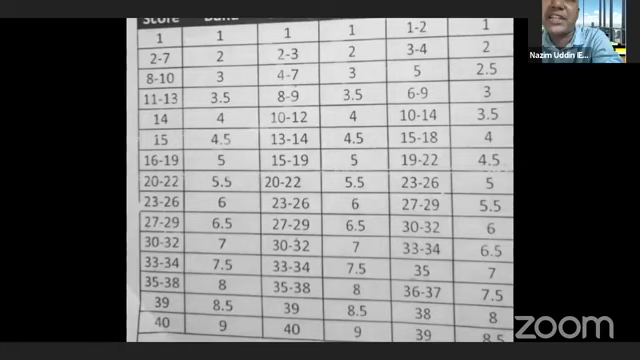 Score Band
1 1 1 1 1-2 1
2-7 2 2-3 2 3-4 2
8-10 3 4-7 3 5 2.5
11-13 3.5 8-9 3.5 6-9 3
14 4 10-12 4 10-14 3.5
15 4.5 13-14 4.5 15-18 4
16-19 5 15-19 5 19-22 4.5
20-22 5.5 20-22 5.5 23-26 5
23-26 6 23-26 6 27-29 5.5
27-29 6.5 27-29 6.5 30-32 6
30-32 7 30-32 7 33-34 6.5
33-34 7.5 33-34 7.5 35 7
35-38 8 35-38 8 36-37 7.5
39 8.5 39 8.5 38 8
40 9 40 9 39 8.5
Nazim Uddin IE...
zoom